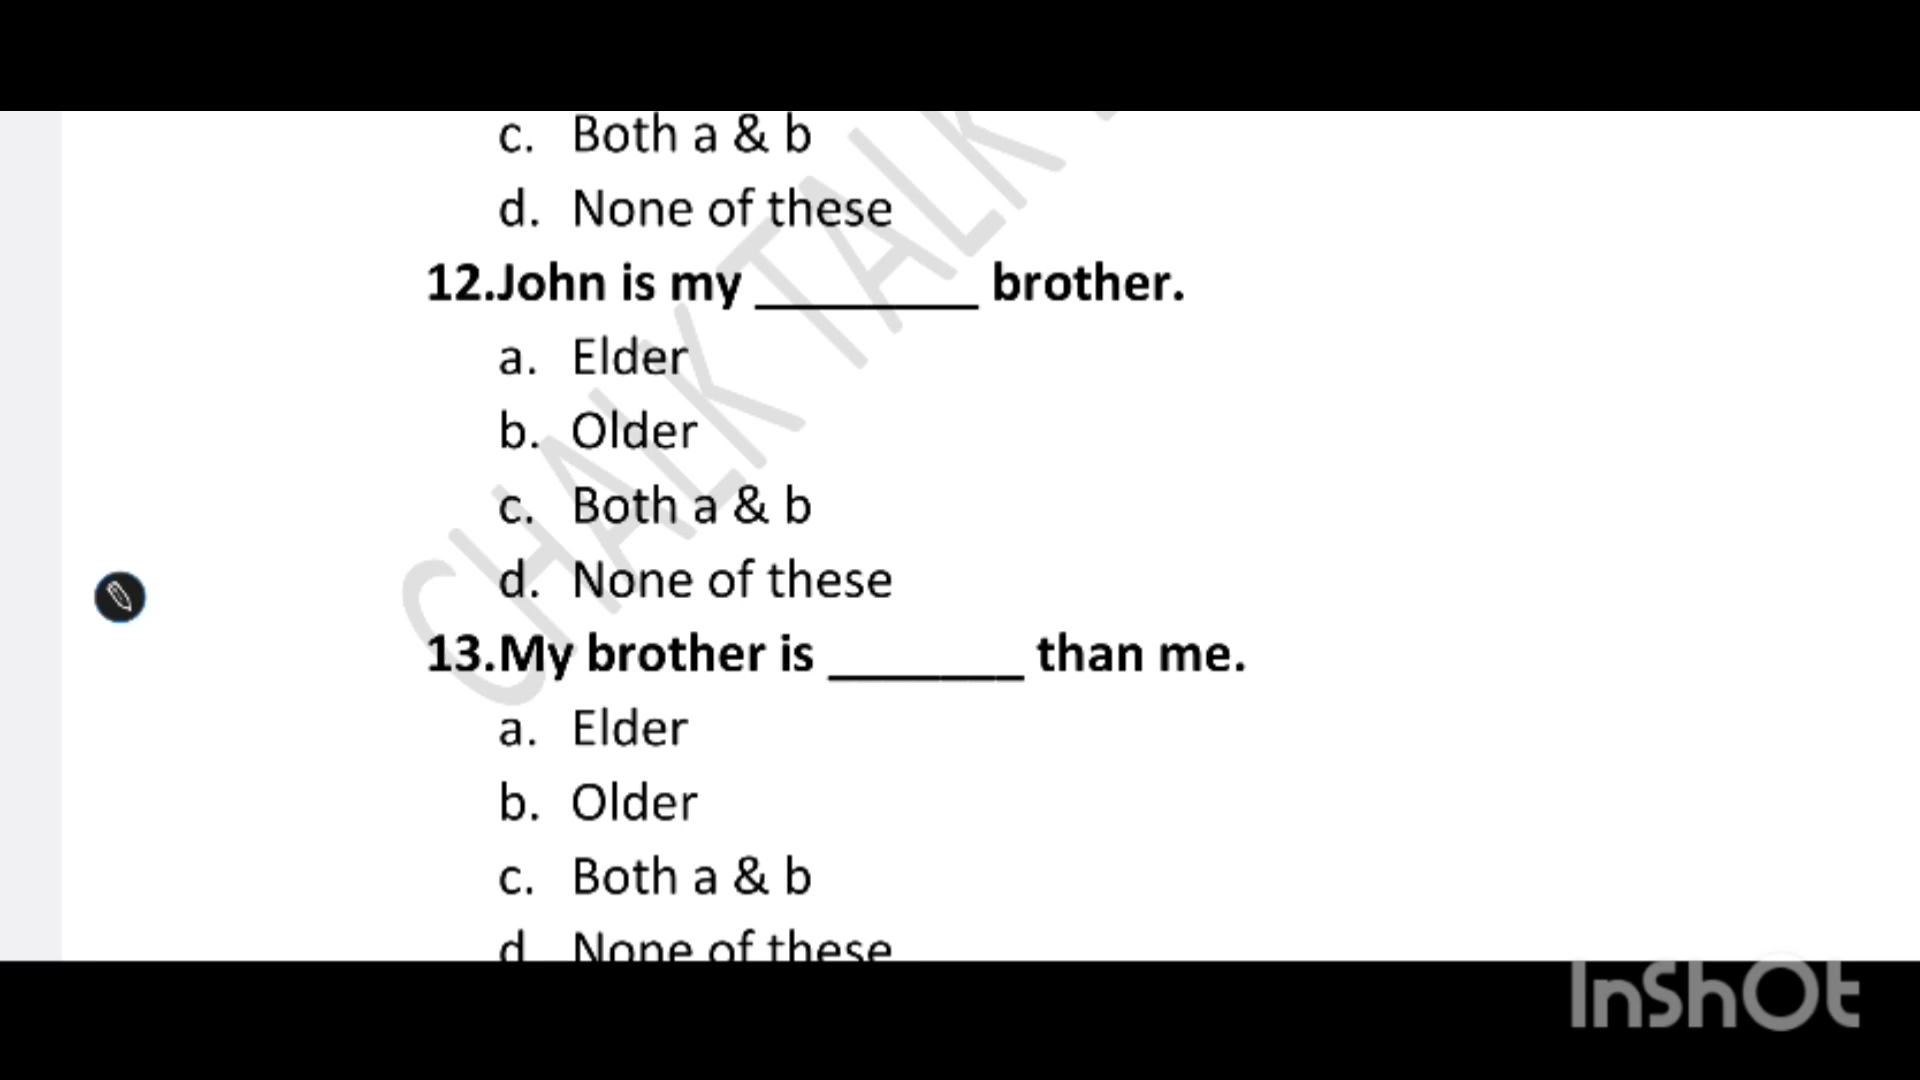 c. Both a & b
d. None of these
12.John is my ________ brother.
a. Elder
b. Older
c. Both a & b
d. None of these
13.My brother is _______ than me.
a. Elder
b. Older
c. Both a & b
d. None of these
CHALK TALK
InShOt